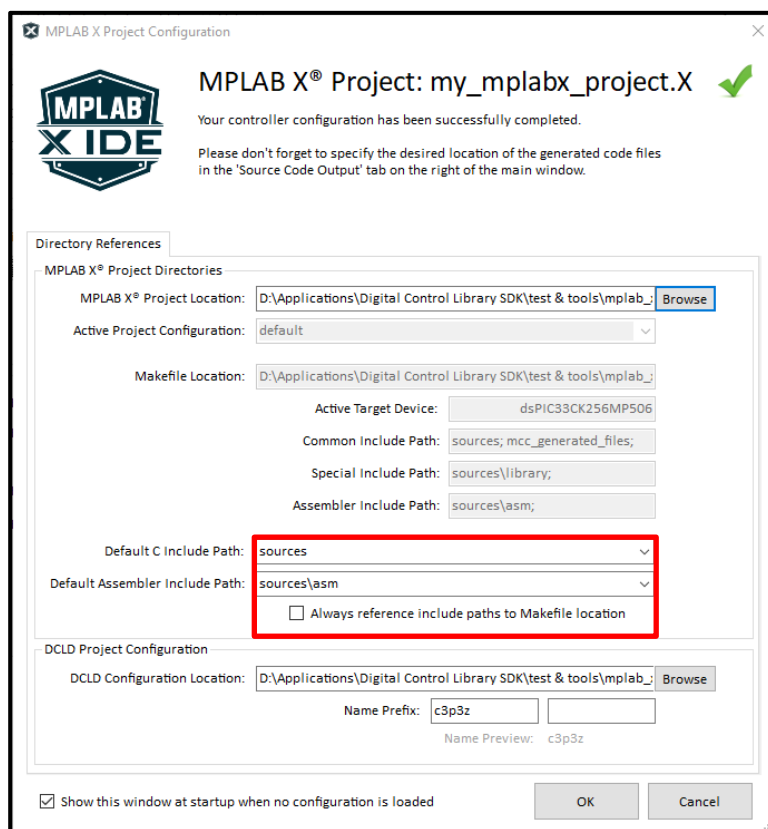 MPLAB X Project Configuration
MPLAB X® Project: my_mplabx_project.X
MPLAB®
X IDE
Your controller configuration has been successfully completed.
Please don't forget to specify the desired location of the generated code files
in the 'Source Code Output' tab on the right of the main window.
Directory References
MPLAB X® Project Directories
MPLAB X® Project Location: D:\Applications\Digital Control Library SDK\test & tools\mplab_ Browse
Active Project Configuration: default
Makefile Location: D:\Applications\Digital Control Library SDK\test & tools\mplab_
Active Target Device: dsPIC33CK256MP506
Common Include Path: sources; mcc_generated_files;
Special Include Path: sources\library;
Assembler Include Path: sources\asm;
Default C Include Path: sources
Default Assembler Include Path: sources\asm
Always reference include paths to Makefile location
DCLD Project Configuration
DCLD Configuration Location: D:\Applications\Digital Control Library SDK\test & tools\mplab_ Browse
Name Prefix: c3p3z
Name Preview: c3p3z
Show this window at startup when no configuration is loaded
OK Cancel